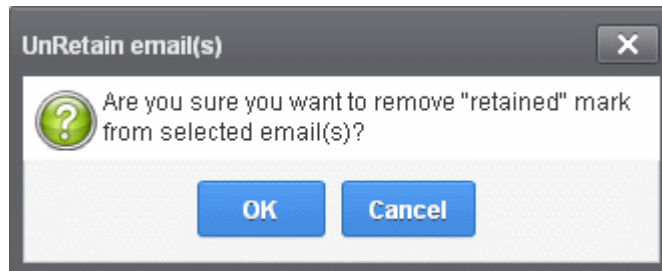 UnRetain email(s)
Are you sure you want to remove "retained" mark
from selected email(s)?
OK
Cancel